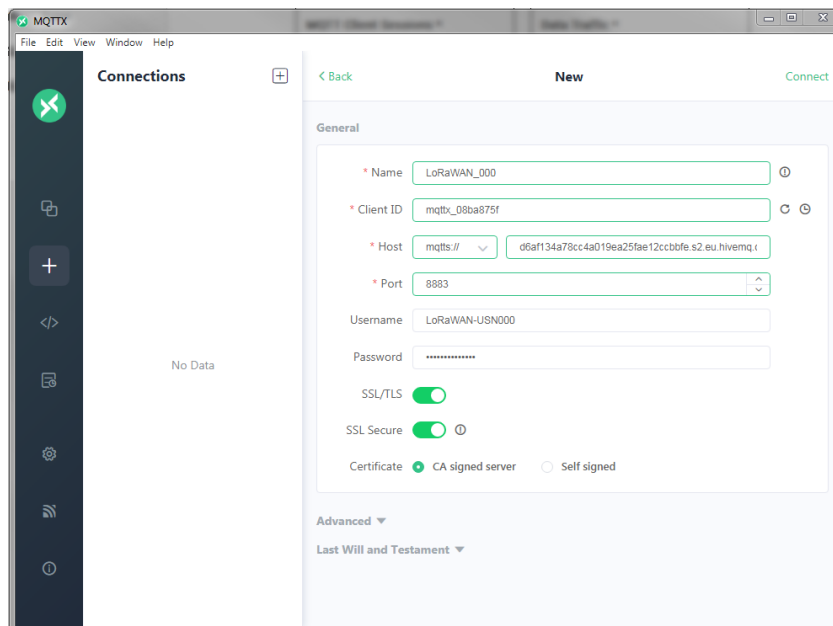 MQTTX
File Edit View Window Help
Connections
< Back
New
Connect
General
* Name LoRaWAN_000
* Client ID mqttx_08ba875f
* Host mqtts:// d6af134a78cc4a019ea25fae12ccbbfe.s2.eu.hivemq.c
* Port 8883
Username LoRaWAN-USN000
Password ••••••••••••••
SSL/TLS
SSL Secure
Certificate CA signed server Self signed
No Data
Advanced
Last Will and Testament